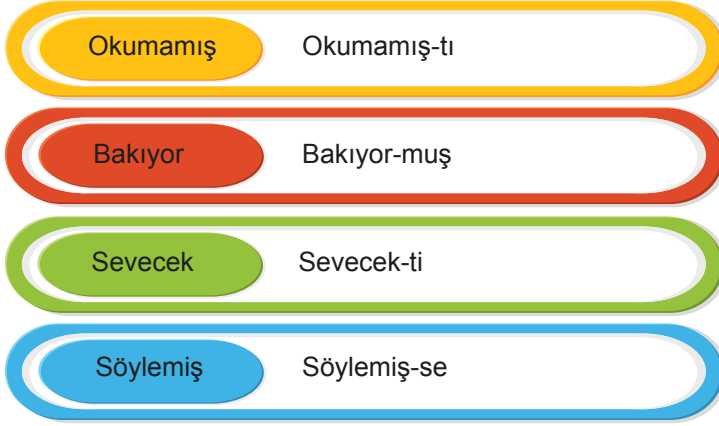 Okumamış Okumamış-tı
Bakıyor Bakıyor-muş
Sevecek Sevecek-ti
Söylemiş Söylemiş-se